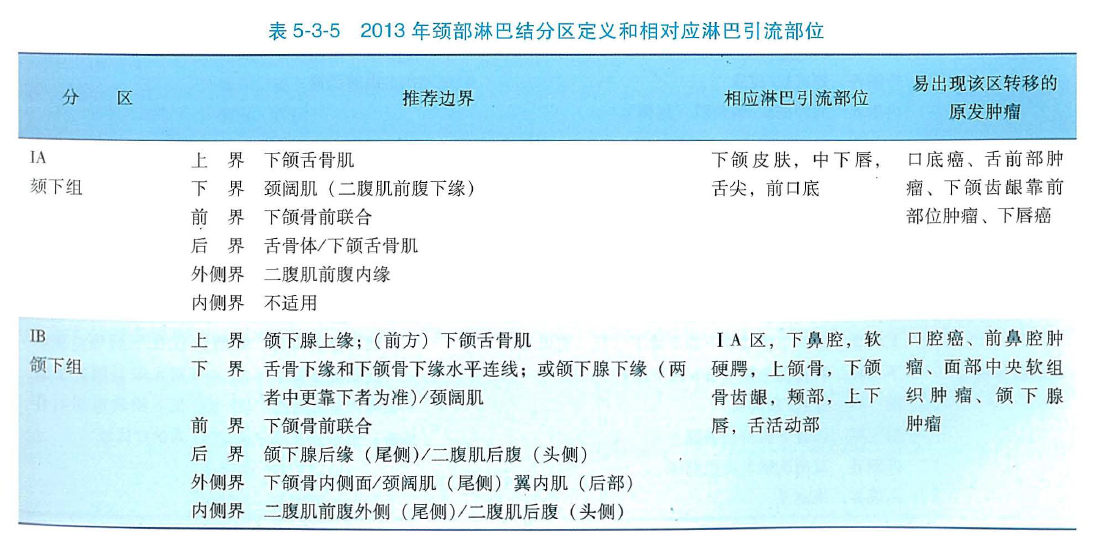 表 5-3-5 2013 年颈部淋巴结分区定义和相对应淋巴引流部位
分 区 推荐边界 相应淋巴引流部位 易出现该区转移的
原发肿瘤
IA 上 界 下颌舌骨肌 下颌皮肤，中下唇， 口底癌、舌前部肿
颏下组 下 界 颈阔肌（二腹肌前腹下缘） 舌尖，前口底 瘤、下颌齿龈靠前
前 界 下颌骨前联合 部位肿瘤、下唇癌
后 界 舌骨体/下颌舌骨肌
外侧界 二腹肌前腹内缘
内侧界 不适用
IB 上 界 颌下腺上缘；（前方）下颌舌骨肌 ⅠA 区，下鼻腔，软 口腔癌、前鼻腔肿
颌下组 下 界 舌骨下缘和下颌骨下缘水平连线；或颌下腺下缘（两 硬腭，上颌骨，下颌 瘤、面部中央软组
者中更靠下者为准）/颈阔肌 骨齿龈，颊部，上下 织肿瘤、颌下腺
前 界 下颌骨前联合 唇，舌活动部 肿瘤
后 界 颌下腺后缘（尾侧）/二腹肌后腹（头侧）
外侧界 下颌骨内侧面/颈阔肌（尾侧）翼内肌（后部）
内侧界 二腹肌前腹外侧（尾侧）/二腹肌后腹（头侧）